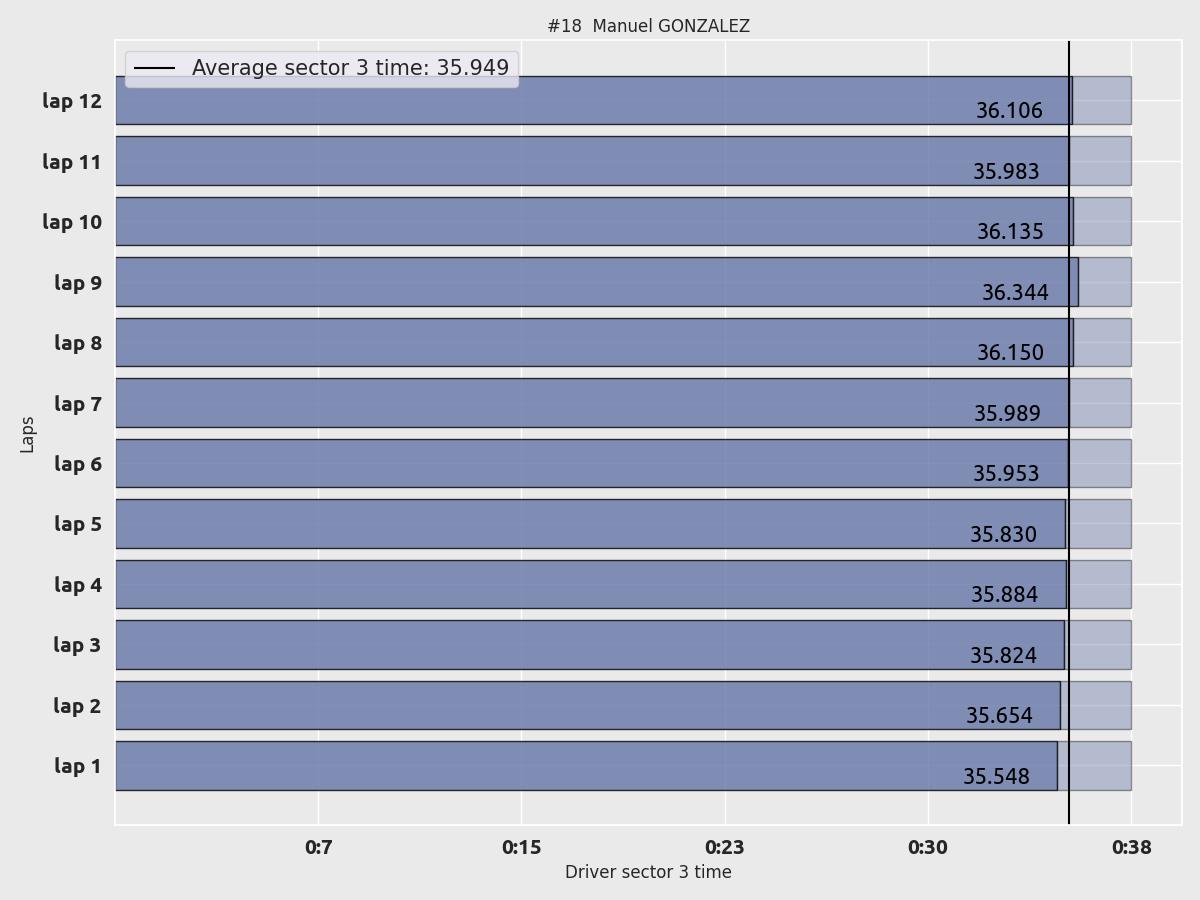 #18  Manuel GONZALEZ
Average sector 3 time: 35.949
lap 12
36.106
lap 11
35.983
lap 10
36.135
lap 9
36.344
lap 8
36.150
lap 7
35.989
lap 6
35.953
lap 5
35.830
lap 4
35.884
lap 3
35.824
lap 2
35.654
lap 1
35.548
Laps
0:7
0:15
0:23
0:30
0:38
Driver sector 3 time